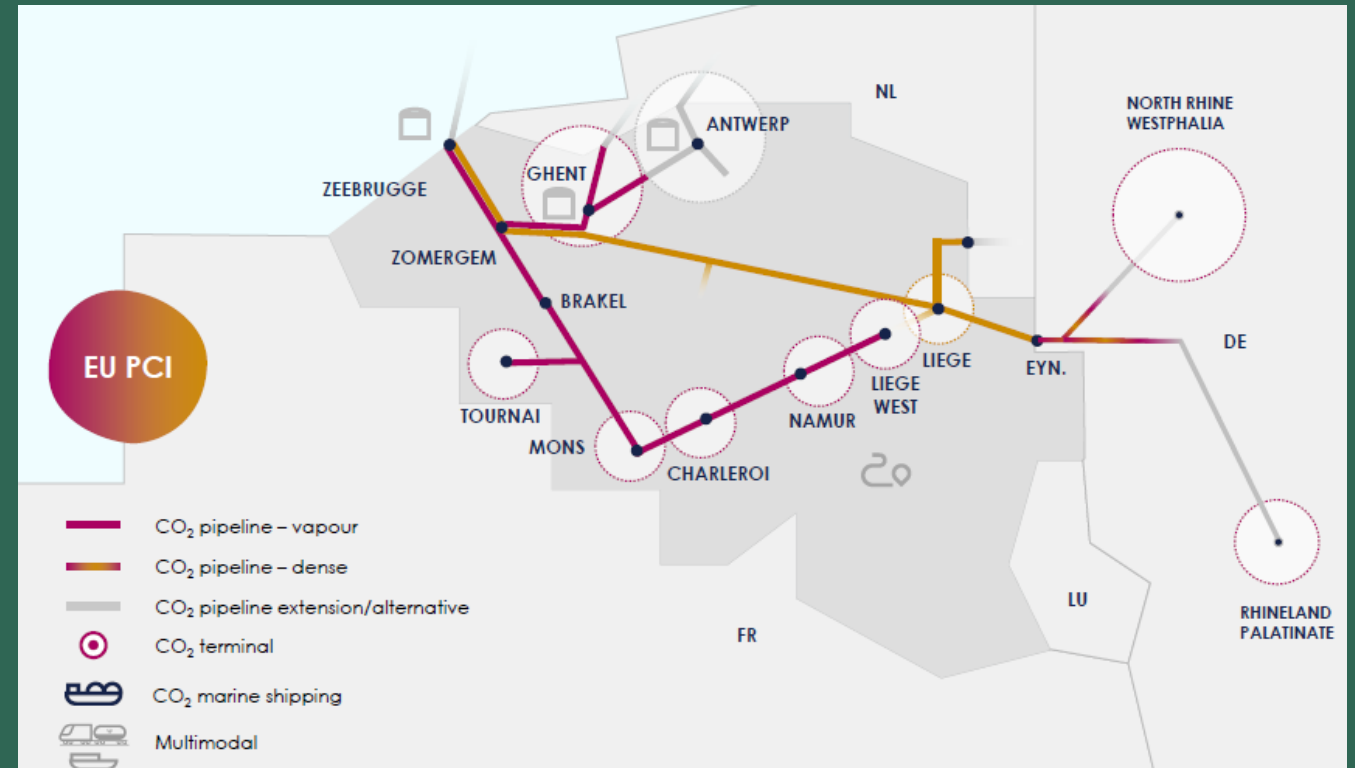 NL
NORTH RHINE
WESTPHALIA
ANTWERP
GHENT
ZEEBRUGGE
ZOMERGEM
BRAKEL
EU PCI
DE
LIEGE
EYN.
LIEGE
WEST
TOURNAI
NAMUR
MONS
CHARLEROI
CO₂ pipeline – vapour
CO₂ pipeline – dense
CO₂ pipeline extension/alternative
CO₂ terminal
CO₂ marine shipping
Multimodal
LU
FR
RHINELAND
PALATINATE